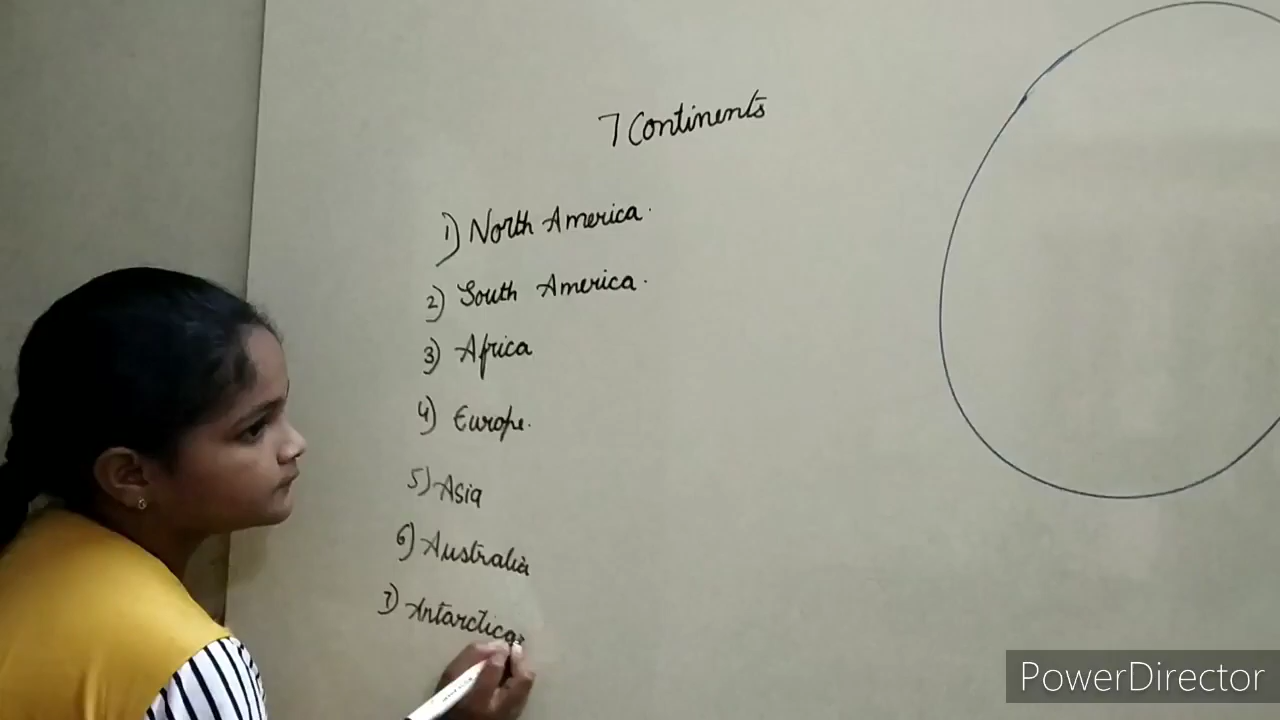 7 Continents
1) North America.
2) South America.
3) Africa
4) Europe.
5) Asia
6) Australia
7) Antarctica
PowerDirector